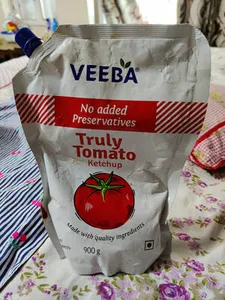 VEEBA
No added
Preservatives
Truly
Tomato
Ketchup
Made with quality ingredients
900 g